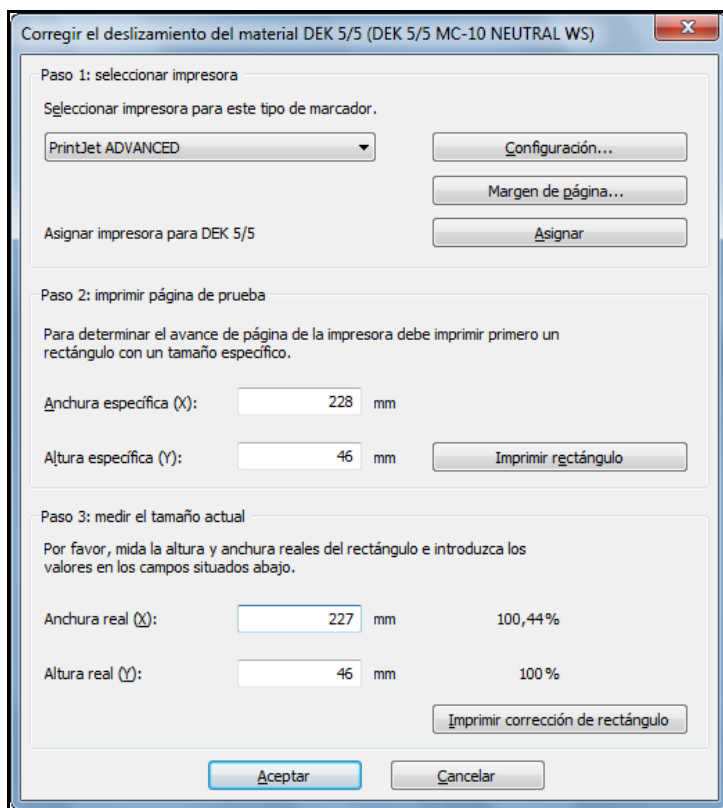 Corregir el deslizamiento del material DEK 5/5 (DEK 5/5 MC-10 NEUTRAL WS)
Paso 1: seleccionar impresora
Seleccionar impresora para este tipo de marcador.
PrintJet ADVANCED
Configuración...
Margen de página...
Asignar impresora para DEK 5/5
Asignar
Paso 2: imprimir página de prueba
Para determinar el avance de página de la impresora debe imprimir primero un
rectángulo con un tamaño específico.
Anchura específica (X): 228 mm
Altura específica (Y): 46 mm
Imprimir rectángulo
Paso 3: medir el tamaño actual
Por favor, mida la altura y anchura reales del rectángulo e introduzca los
valores en los campos situados abajo.
Anchura real (X): 227 mm 100,44%
Altura real (Y): 46 mm 100%
Imprimir corrección de rectángulo
Aceptar
Cancelar